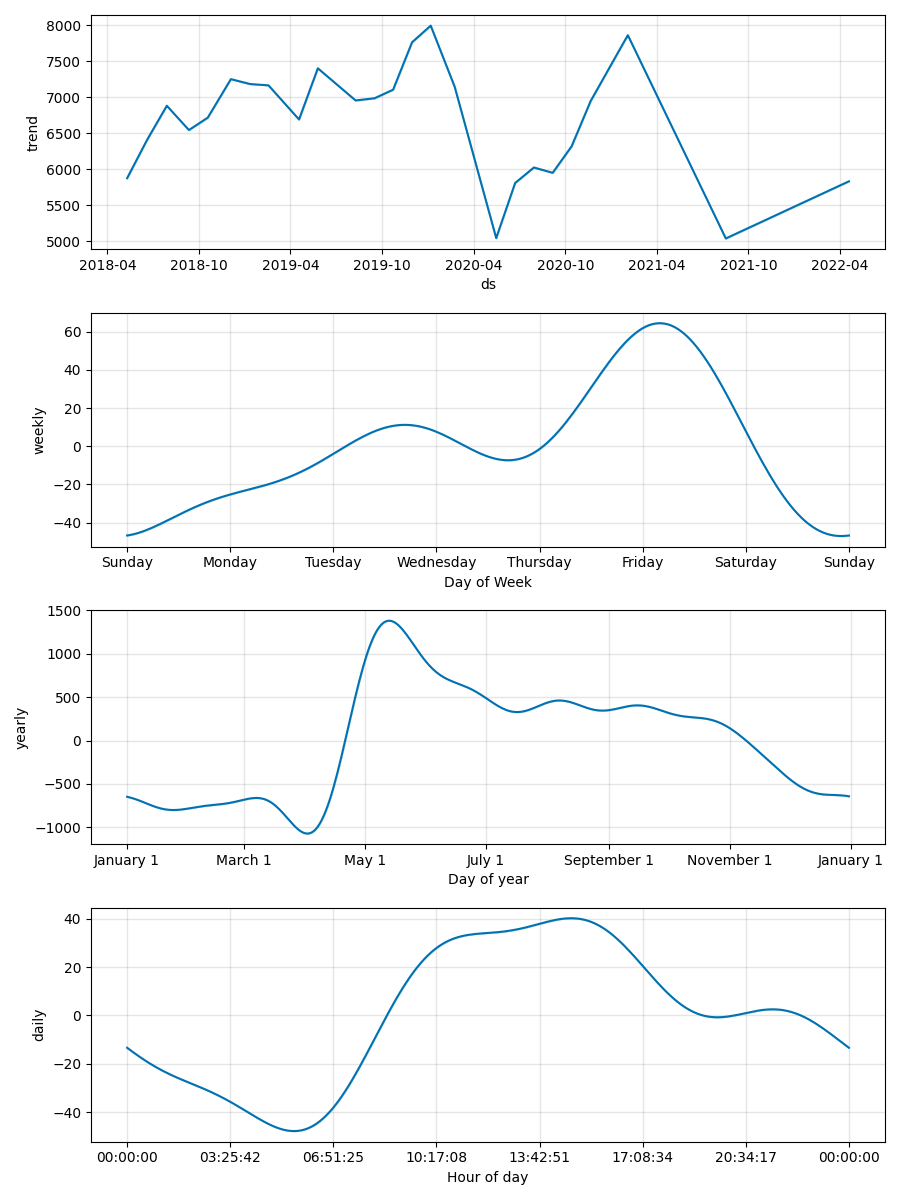 8000
7500
7000
6500
6000
5500
5000
trend
2018-04 2018-10 2019-04 2019-10 2020-04 2020-10 2021-04 2021-10 2022-04
ds
60
40
20
0
−20
−40
weekly
Sunday Monday Tuesday Wednesday Thursday Friday Saturday Sunday
Day of Week
1500
1000
500
0
−500
−1000
yearly
January 1 March 1 May 1 July 1 September 1 November 1 January 1
Day of year
40
20
0
−20
−40
daily
00:00:00 03:25:42 06:51:25 10:17:08 13:42:51 17:08:34 20:34:17 00:00:00
Hour of day